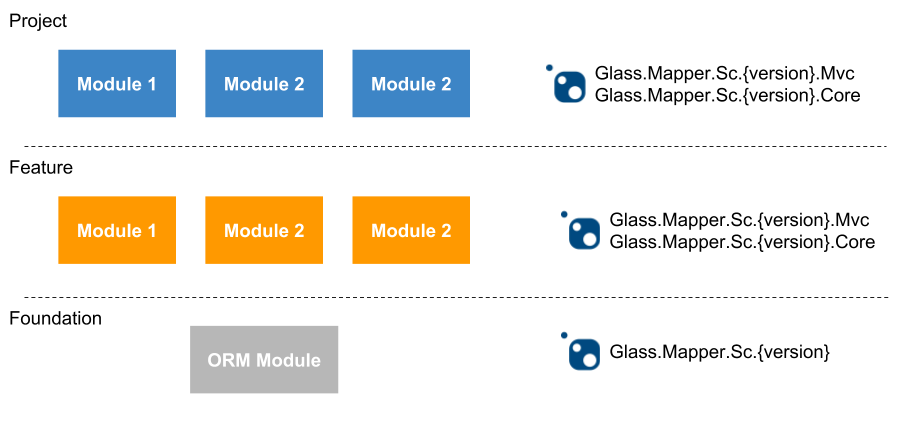 Project
Module 1
Module 2
Module 2
Glass.Mapper.Sc.{version}.Mvc
Glass.Mapper.Sc.{version}.Core
Feature
Module 1
Module 2
Module 2
Glass.Mapper.Sc.{version}.Mvc
Glass.Mapper.Sc.{version}.Core
Foundation
ORM Module
Glass.Mapper.Sc.{version}